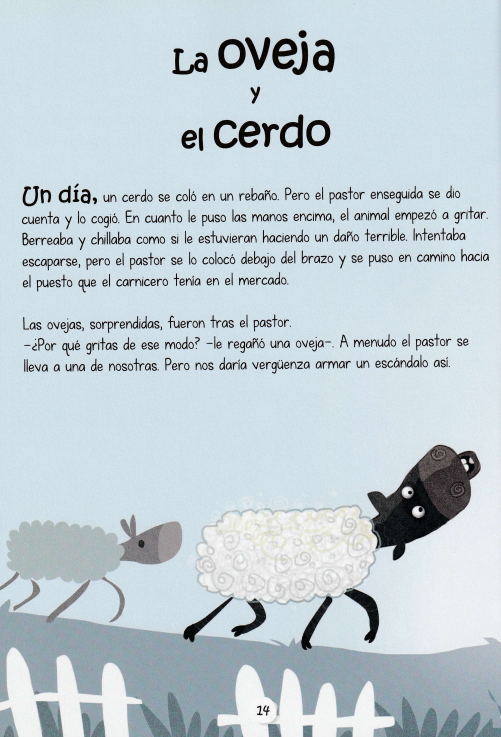 La oveja
y
el cerdo
Un día, un cerdo se coló en un rebaño. Pero el pastor enseguida se dio
cuenta y lo cogió. En cuanto le puso las manos encima, el animal empezó a gritar.
Berreaba y chillaba como si le estuvieran haciendo un daño terrible. Intentaba
escaparse, pero el pastor se lo colocó debajo del brazo y se puso en camino hacia
el puesto que el carnicero tenía en el mercado.
Las ovejas, sorprendidas, fueron tras el pastor.
–¿Por qué gritas de ese modo? –le regañó una oveja–. A menudo el pastor se
lleva a una de nosotras. Pero nos daría vergüenza armar un escándalo así.
14